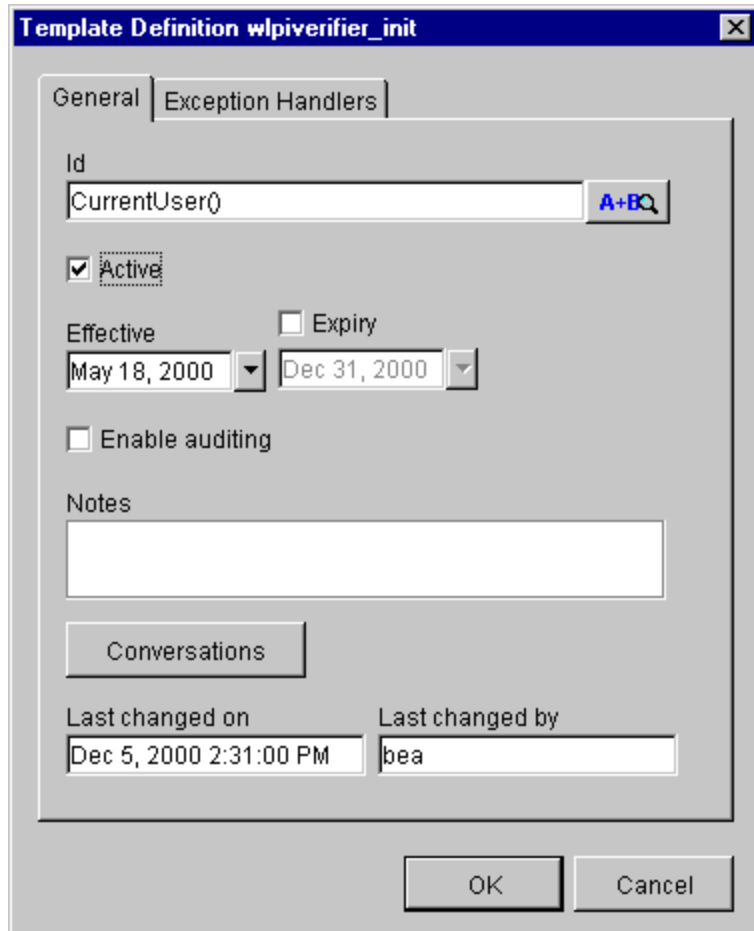 Template Definition wlpiverifier_init
General Exception Handlers
Id
CurrentUser() A+B
Active
Expiry
Effective
May 18, 2000 Dec 31, 2000
Enable auditing
Notes
Conversations
Last changed on Last changed by
Dec 5, 2000 2:31:00 PM bea
OK Cancel